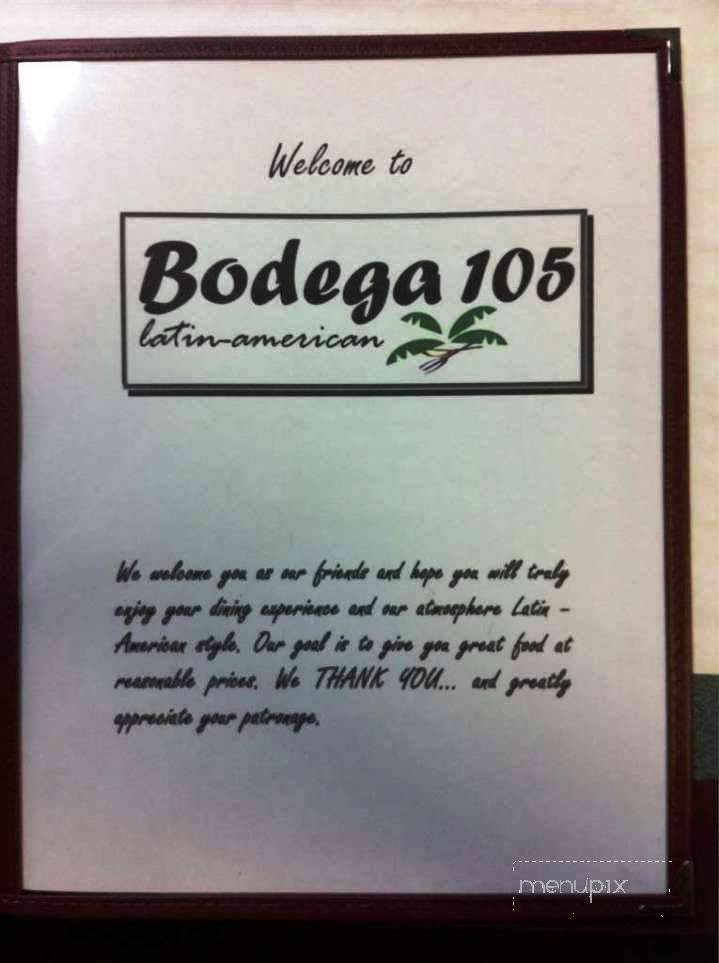 Welcome to
Bodega 105
latin-american
We welcome you as our friends and hope you will truly
enjoy your dining experience and our atmosphere Latin –
American style. Our goal is to give you great food at
reasonable prices. We THANK YOU... and greatly
appreciate your patronage.
menupix